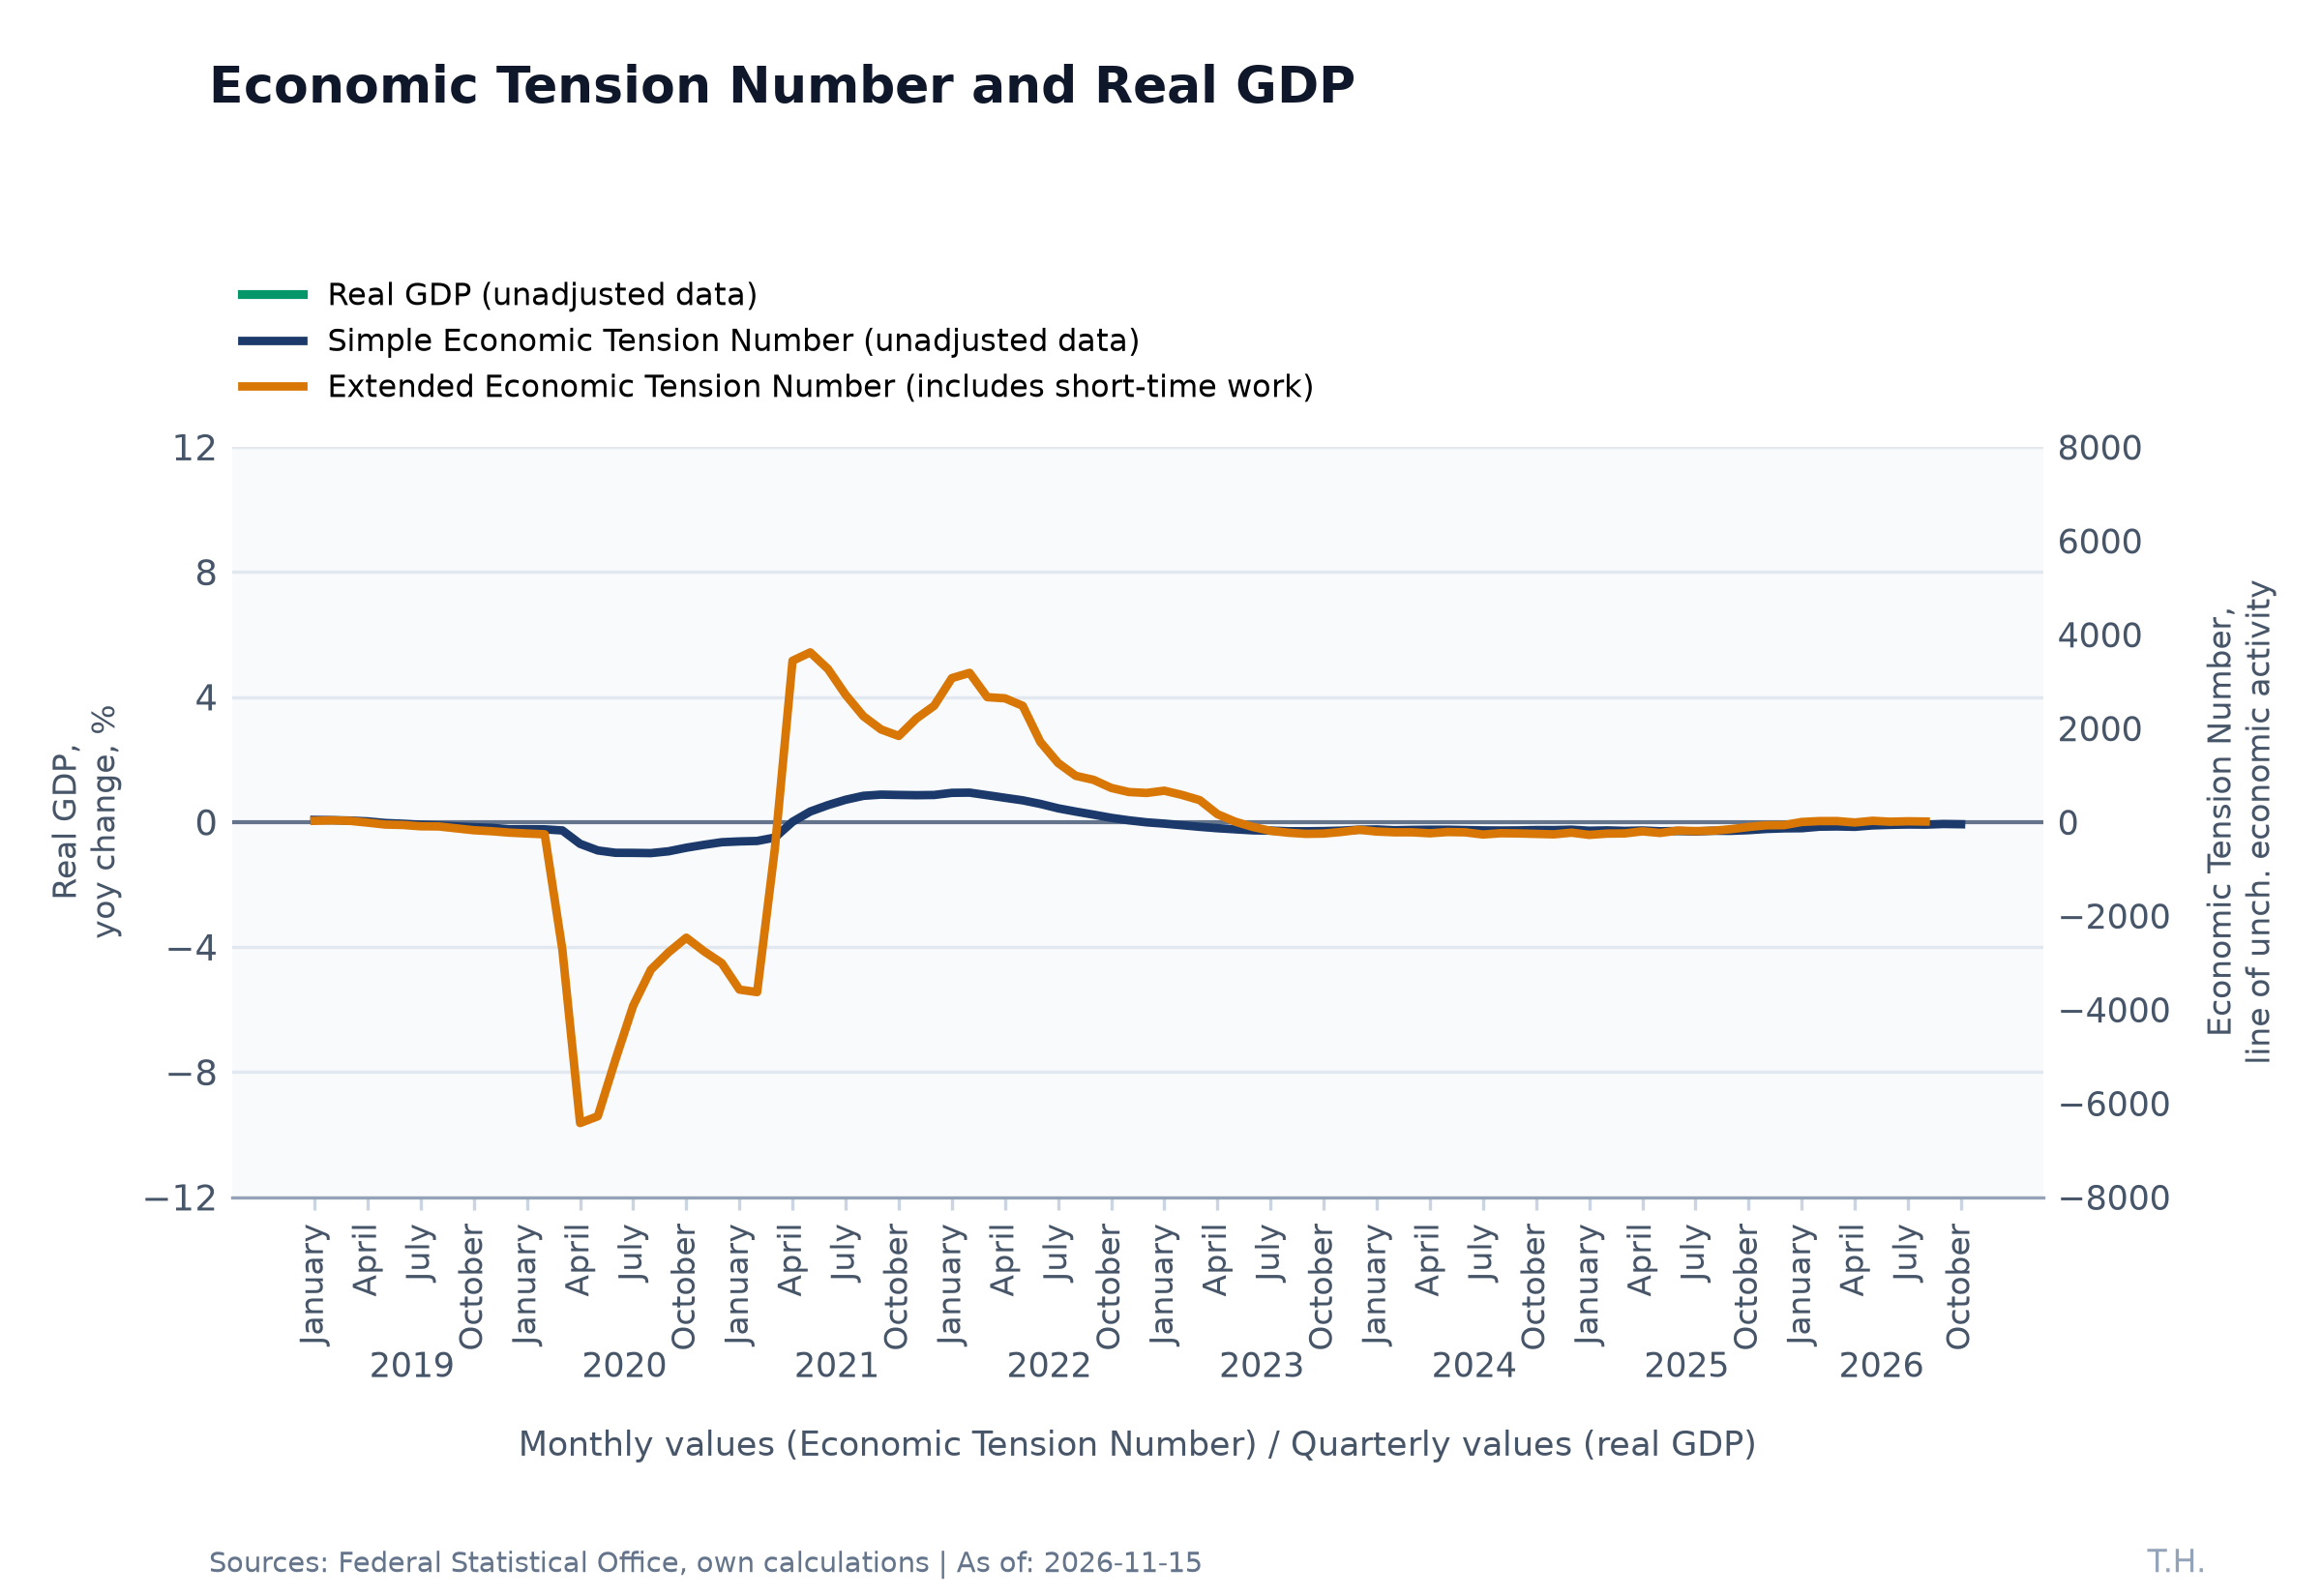 Economic Tension Number and Real GDP
Real GDP (unadjusted data)
Simple Economic Tension Number (unadjusted data)
Extended Economic Tension Number (includes short-time work)
12
8
4
0
−4
−8
−12
8000
6000
4000
2000
0
−2000
−4000
−6000
−8000
Real GDP,
yoy change, %
Economic Tension Number,
line of unch. economic activity
January
April
July
October
January
April
July
October
January
April
July
October
January
April
July
October
January
April
July
October
January
April
July
October
January
April
July
October
January
April
July
October
2019
2020
2021
2022
2023
2024
2025
2026
Monthly values (Economic Tension Number) / Quarterly values (real GDP)
Sources: Federal Statistical Office, own calculations | As of: 2026-11-15
T.H.